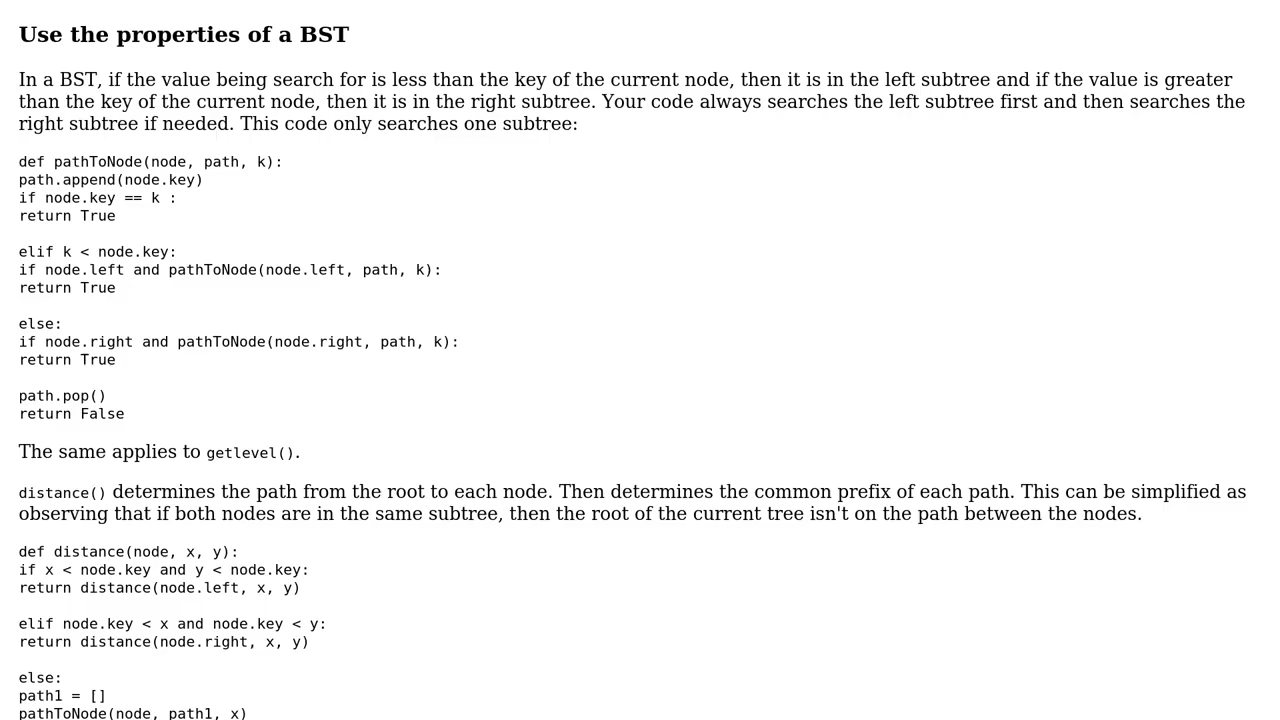 Use the properties of a BST
In a BST, if the value being search for is less than the key of the current node, then it is in the left subtree and if the value is greater
than the key of the current node, then it is in the right subtree. Your code always searches the left subtree first and then searches the
right subtree if needed. This code only searches one subtree:
def pathToNode(node, path, k):
path.append(node.key)
if node.key == k :
return True
elif k < node.key:
if node.left and pathToNode(node.left, path, k):
return True
else:
if node.right and pathToNode(node.right, path, k):
return True
path.pop()
return False
The same applies to getlevel().
distance() determines the path from the root to each node. Then determines the common prefix of each path. This can be simplified as
observing that if both nodes are in the same subtree, then the root of the current tree isn't on the path between the nodes.
def distance(node, x, y):
if x < node.key and y < node.key:
return distance(node.left, x, y)
elif node.key < x and node.key < y:
return distance(node.right, x, y)
else:
path1 = []
pathToNode(node, path1, x)